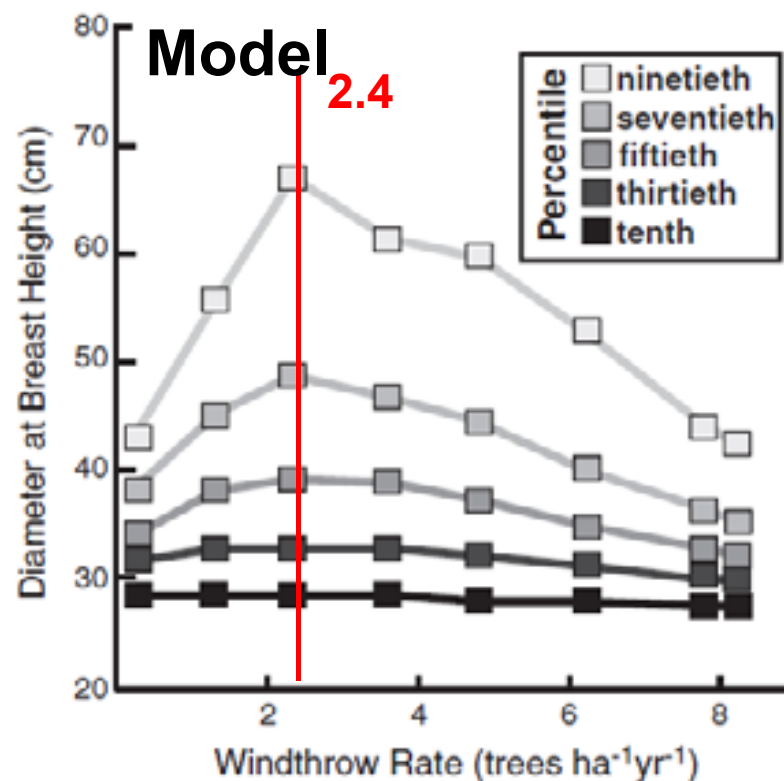 Model
2.4
Percentile
ninetieth
seventieth
fiftieth
thirtieth
tenth
Diameter at Breast Height (cm)
80
70
60
50
40
30
20
2 4 6 8
Windthrow Rate (trees ha⁻¹yr⁻¹)